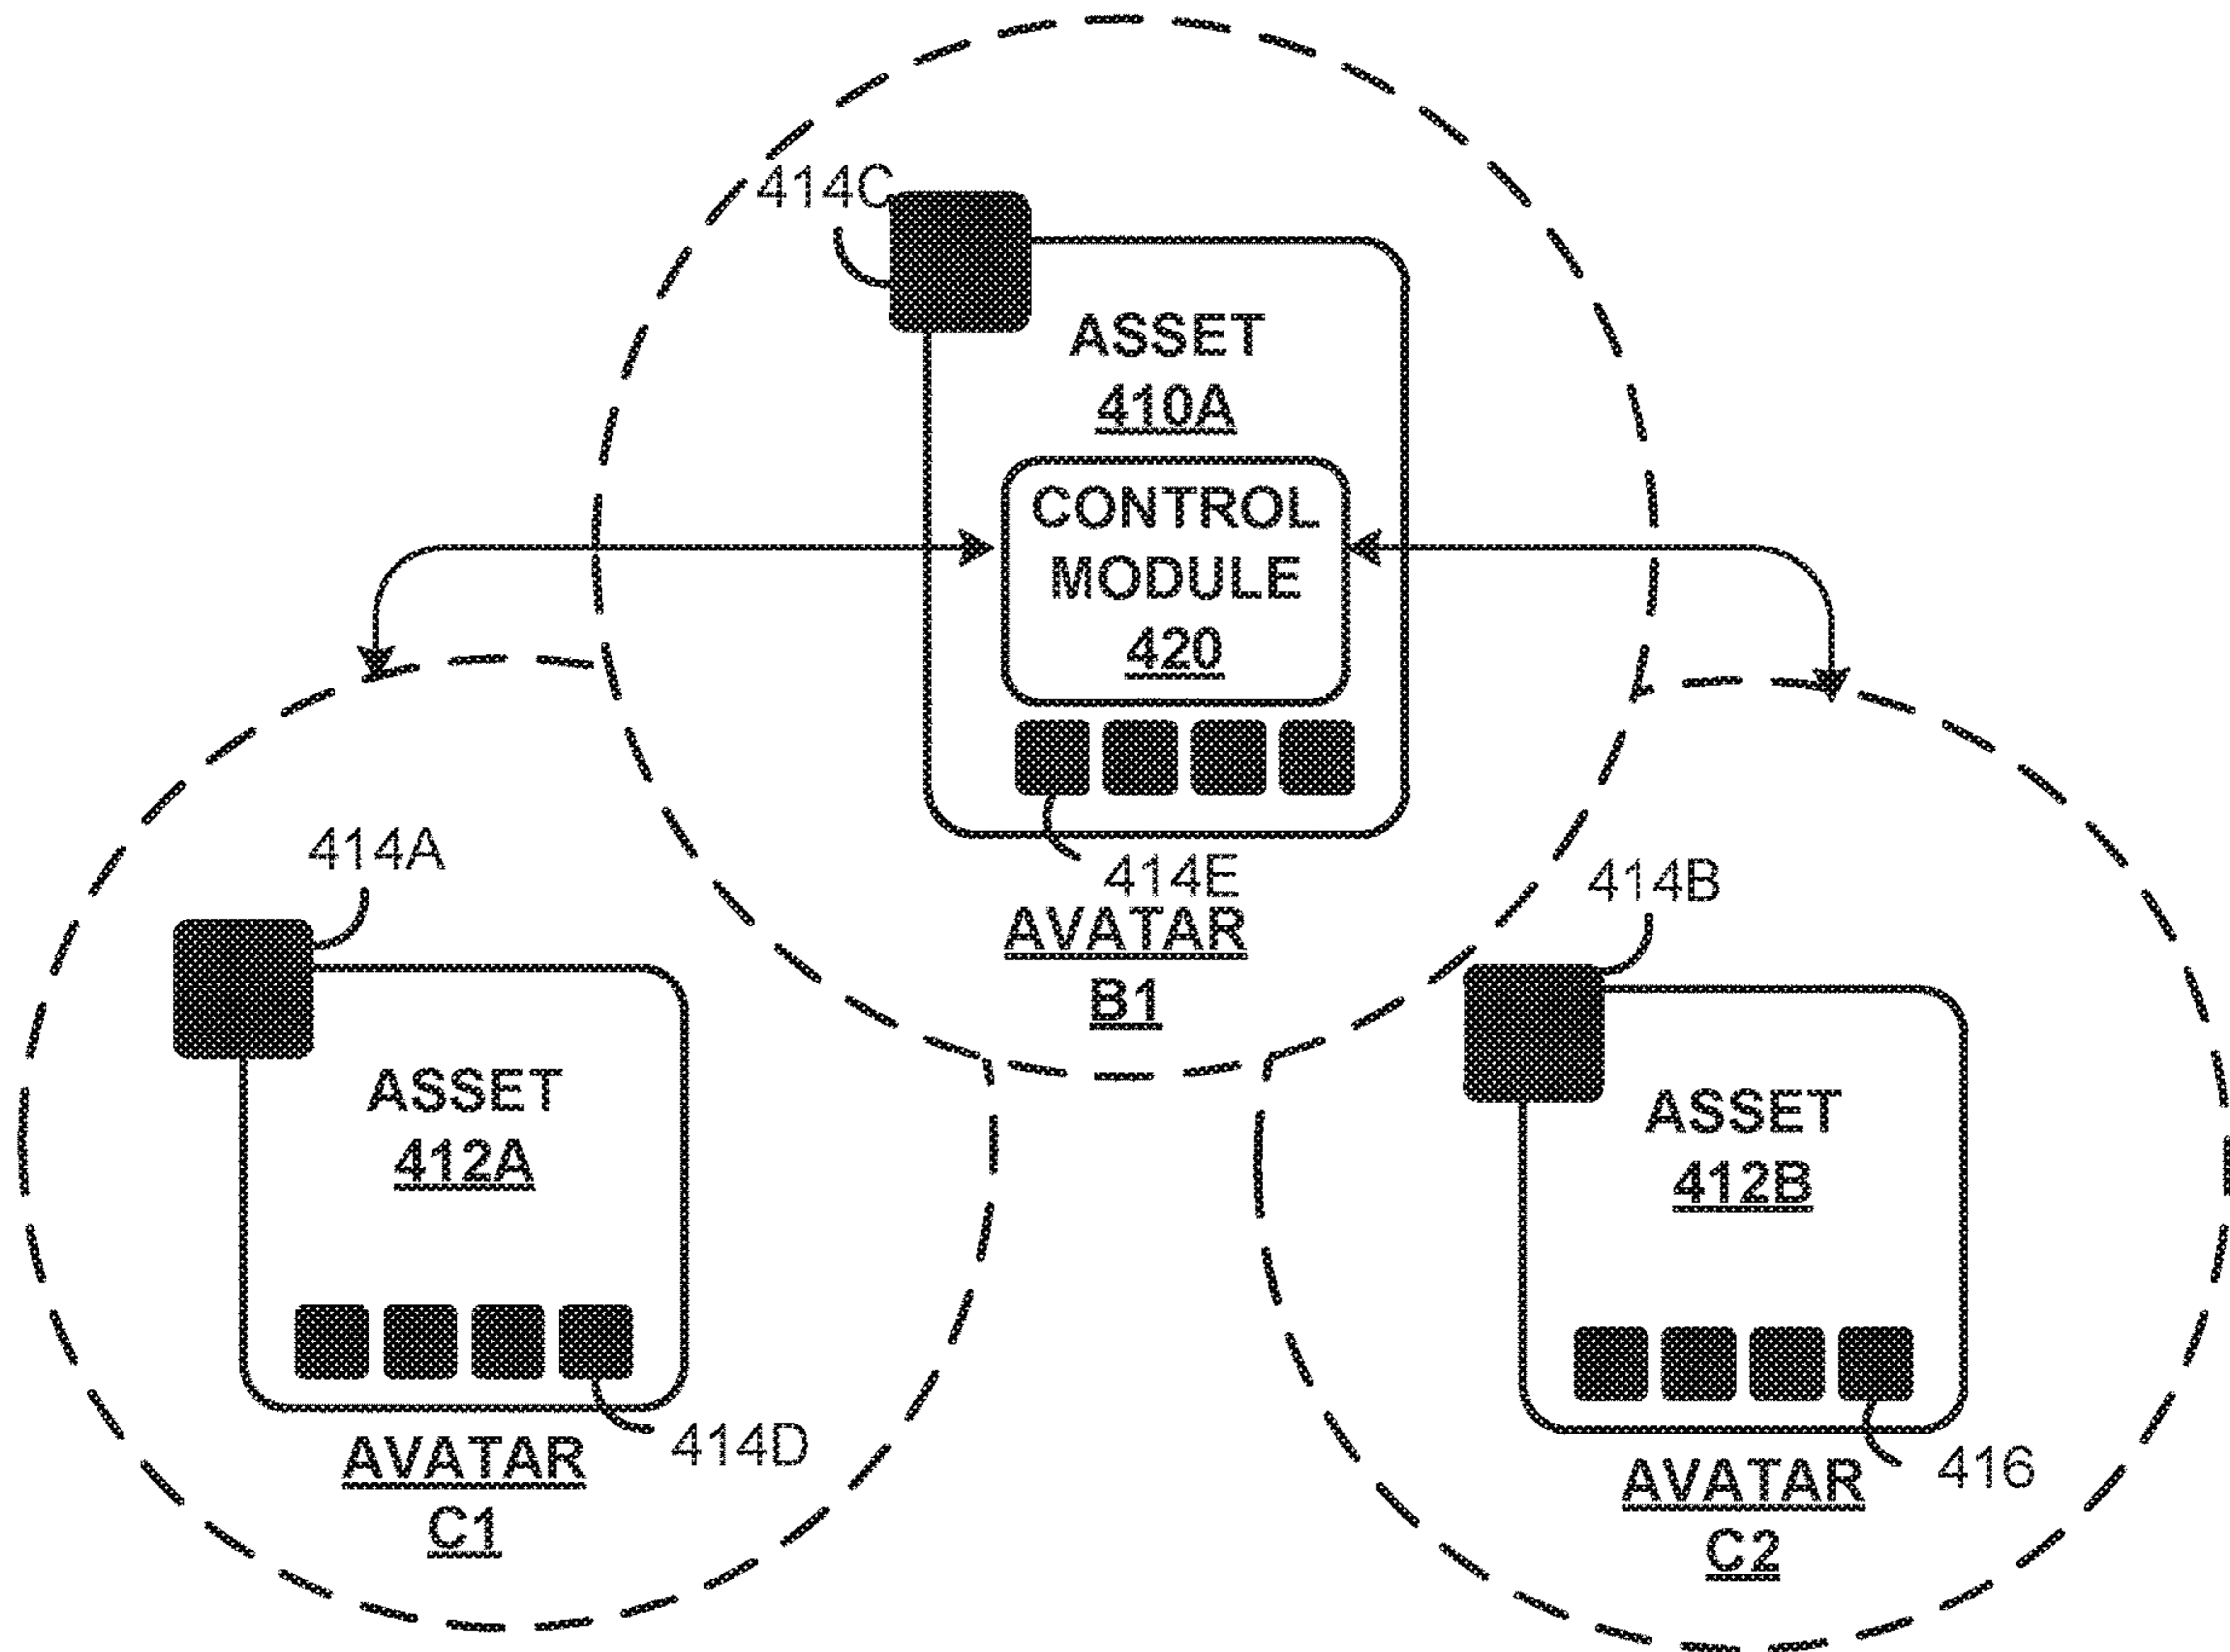 414C
ASSET
410A
CONTROL
MODULE
420
414E
AVATAR
B1
414A
ASSET
412A
414D
AVATAR
C1
414B
ASSET
412B
416
AVATAR
C2